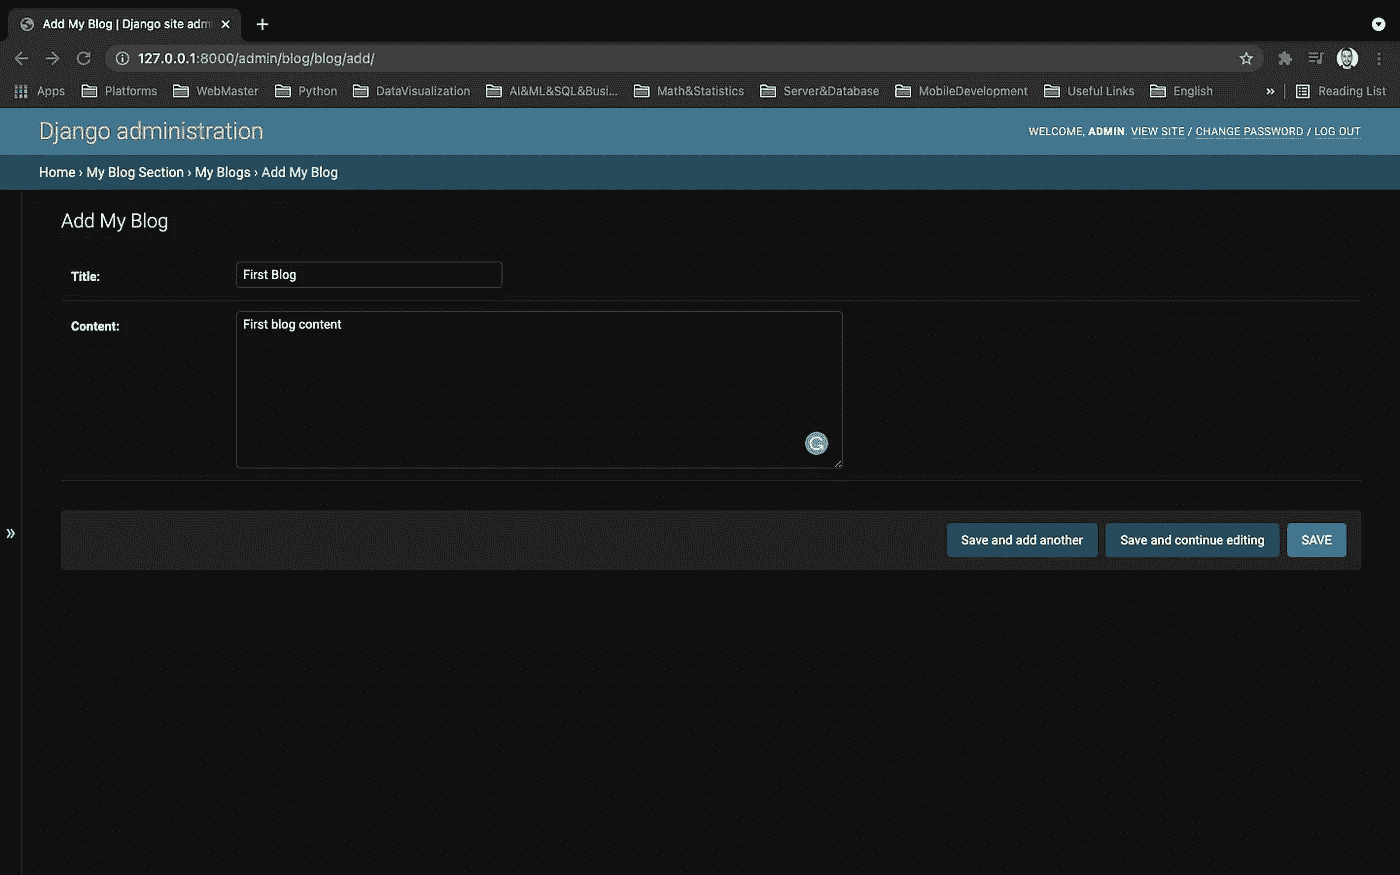 Add My Blog | Django site adm
127.0.0.1:8000/admin/blog/blog/add/
Apps Platforms WebMaster Python DataVisualization AI&ML&SQL&Busi... Math&Statistics Server&Database MobileDevelopment Useful Links English » Reading List
Django administration WELCOME, ADMIN. VIEW SITE / CHANGE PASSWORD / LOG OUT
Home › My Blog Section › My Blogs › Add My Blog
Add My Blog
Title: First Blog
Content: First blog content
»
Save and add another Save and continue editing SAVE